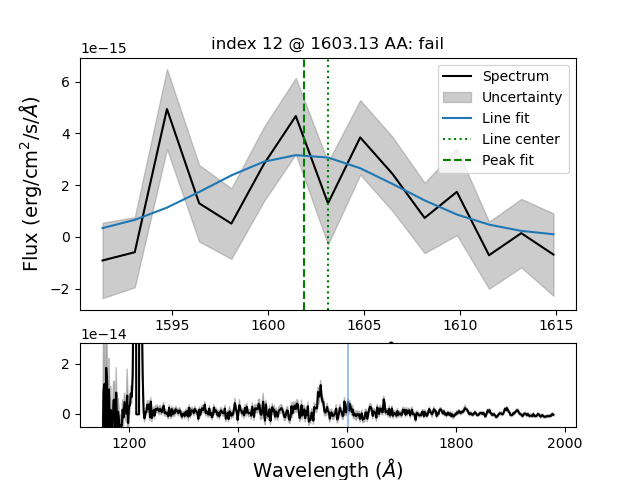 index 12 @ 1603.13 AA: fail
1e−15
Flux (erg/cm²/s/Å)
6
4
2
0
−2
Spectrum
Uncertainty
Line fit
Line center
Peak fit
1595 1600 1605 1610 1615
1e−14
2
0
1200 1400 1600 1800 2000
Wavelength (Å)